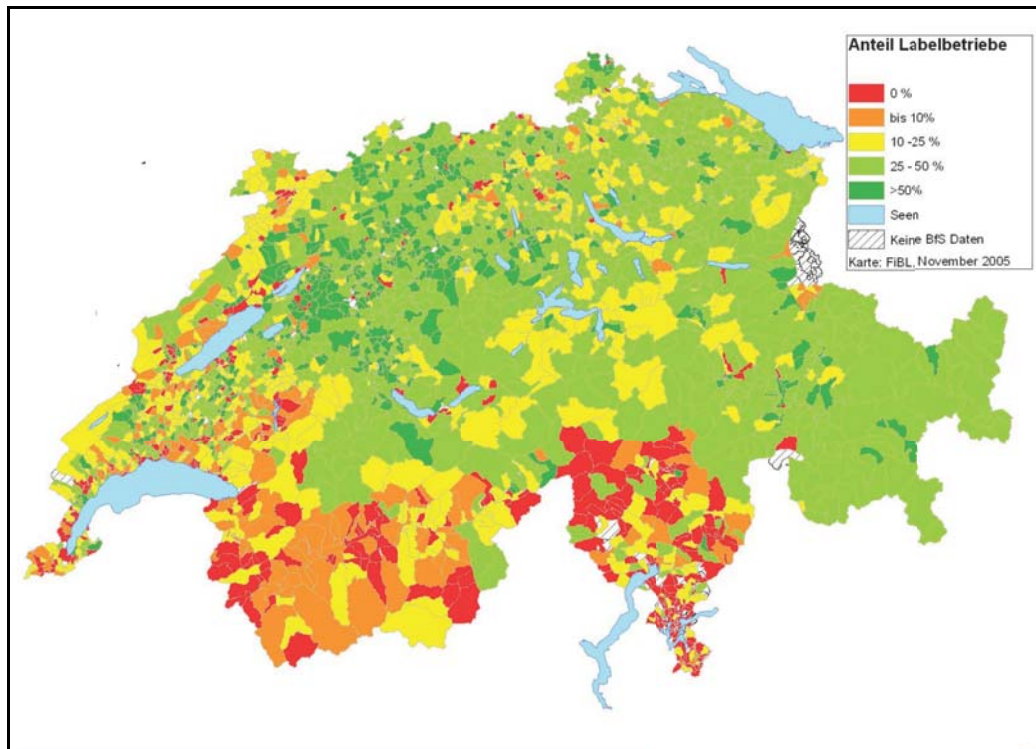 Anteil Labelbetriebe
0 %
bis 10%
10 -25 %
25 - 50 %
>50%
Seen
Keine BfS Daten
Karte: FiBL, November 2005